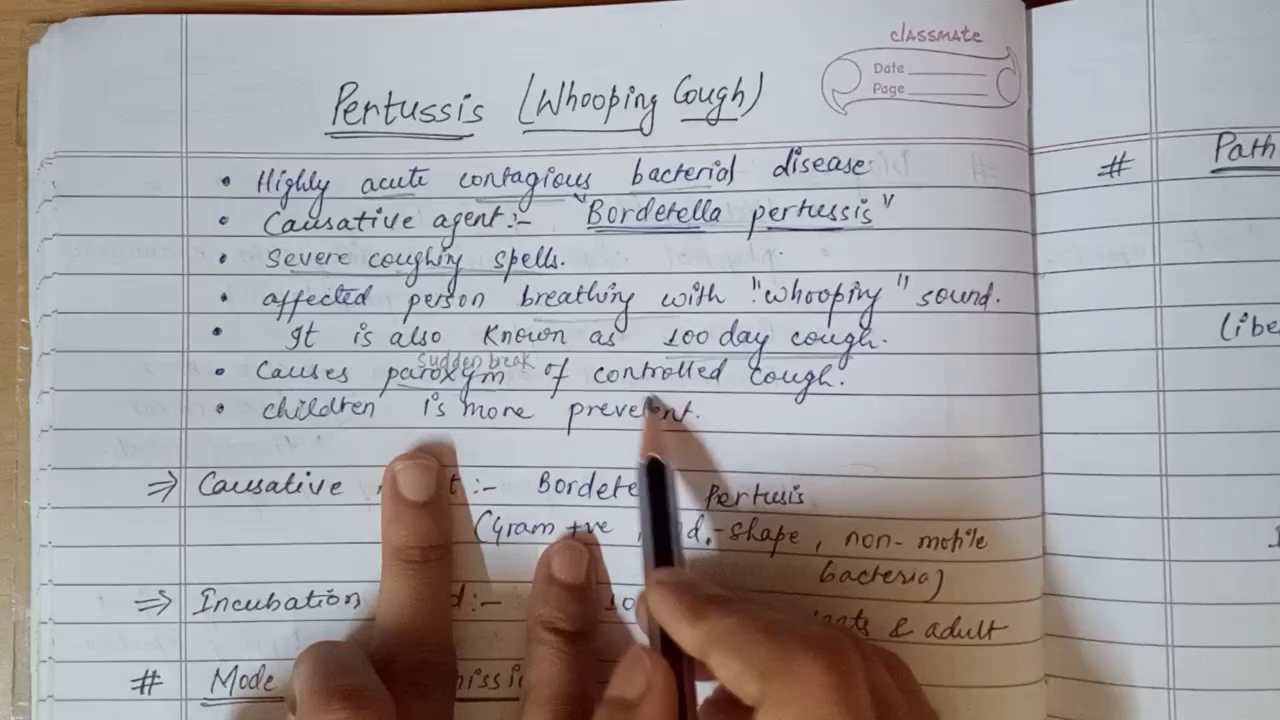 classmate
Date
Page
Pertussis (Whooping Cough)
• Highly acute contagious bacterial disease
• Causative agent:- "Bordetella pertussis"
• Severe coughing spells.
• affected person breathing with "whooping" sound.
• It is also known as 100 day cough.
Sudden break
• Causes paroxym of controlled cough.
• children is more prevelent.
⇒ Causative t:- Bordete Pertusis
(Gram +ve d.-shape, non-motile
bacteria)
⇒ Incubation d:- 10 & adult
# Mode missi
# Path